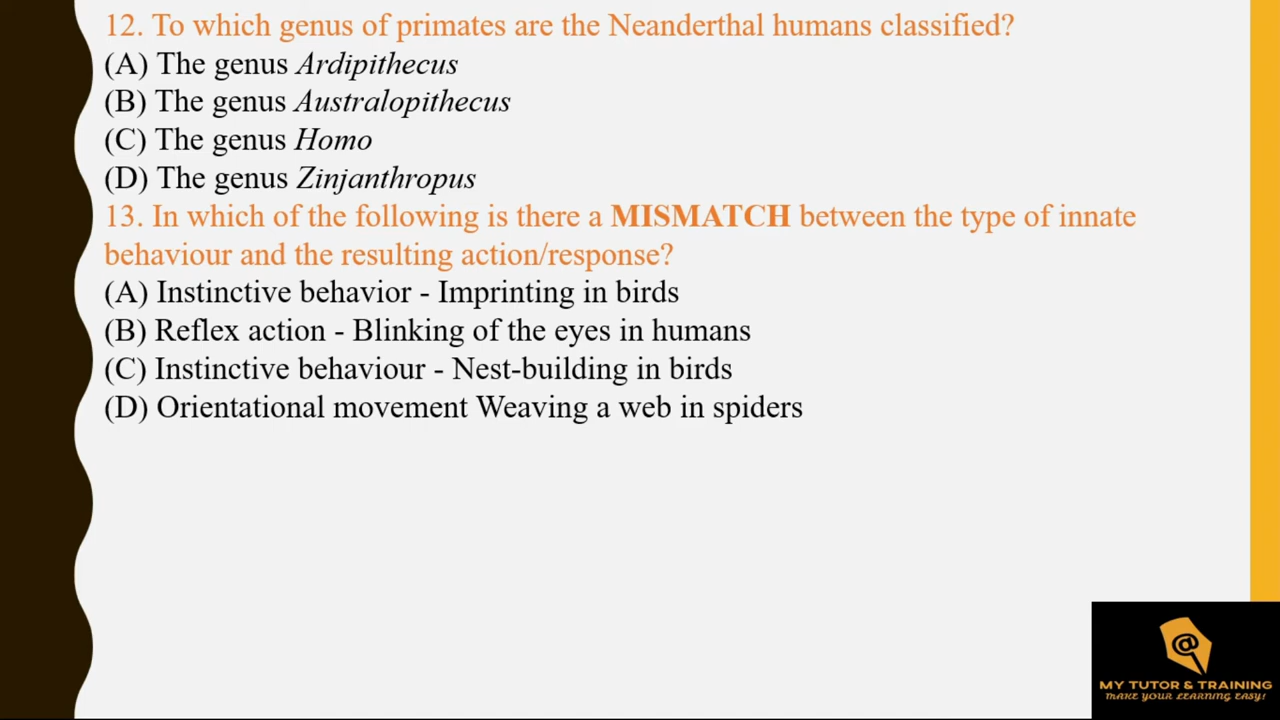 12. To which genus of primates are the Neanderthal humans classified?
(A) The genus Ardipithecus
(B) The genus Australopithecus
(C) The genus Homo
(D) The genus Zinjanthropus
13. In which of the following is there a MISMATCH between the type of innate
behaviour and the resulting action/response?
(A) Instinctive behavior - Imprinting in birds
(B) Reflex action - Blinking of the eyes in humans
(C) Instinctive behaviour - Nest-building in birds
(D) Orientational movement Weaving a web in spiders
@
MY TUTOR & TRAINING
MAKE YOUR LEARNING EASY!